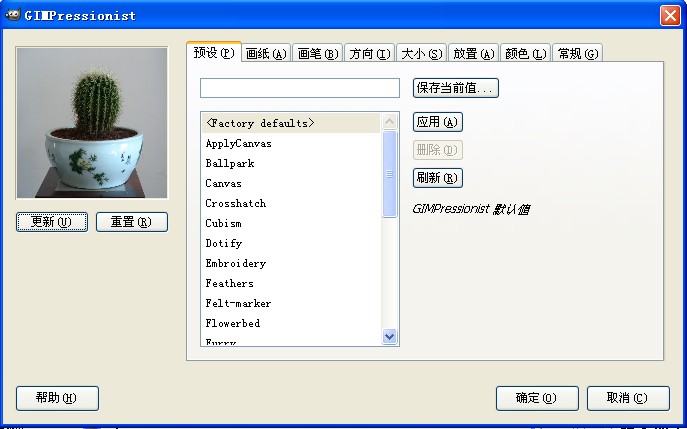 GIMPressionist
预设(P) 画纸(A) 画笔(B) 方向(I) 大小(S) 放置(A) 颜色(L) 常规(G)
保存当前值...
<Factory defaults>
应用(A)
ApplyCanvas
Ballpark
删除(D)
Canvas
刷新(R)
Crosshatch
GIMPressionist 默认值
更新(U) 重置(R)
Cubism
Dotify
Embroidery
Feathers
Felt-marker
Flowerbed
Furry
帮助(H) 确定(O) 取消(C)